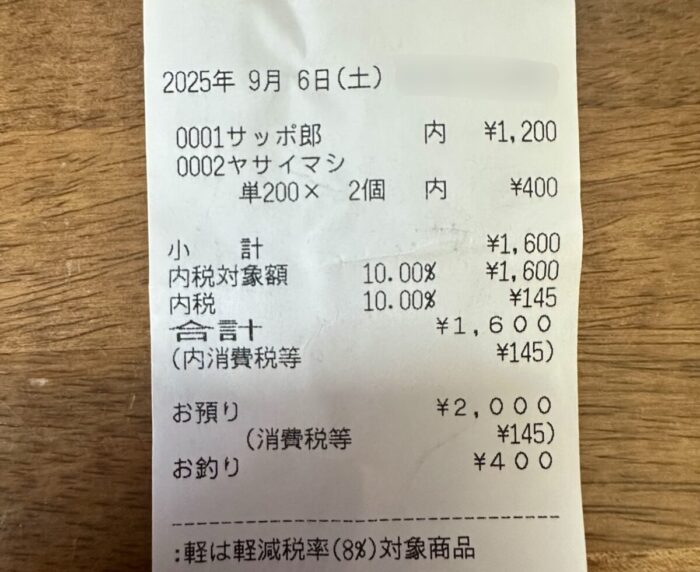 2025年 9月 6日(土)
0001サッポ郎 内 ¥1,200
0002ヤサイマシ
単200× 2個 内 ¥400
小 計 ¥1,600
内税対象額 10.00% ¥1,600
内税 10.00% ¥145
合計 ¥1,600
(内消費税等 ¥145)
お預り ¥2,000
(消費税等 ¥145)
お釣り ¥400
:軽は軽減税率(8%)対象商品